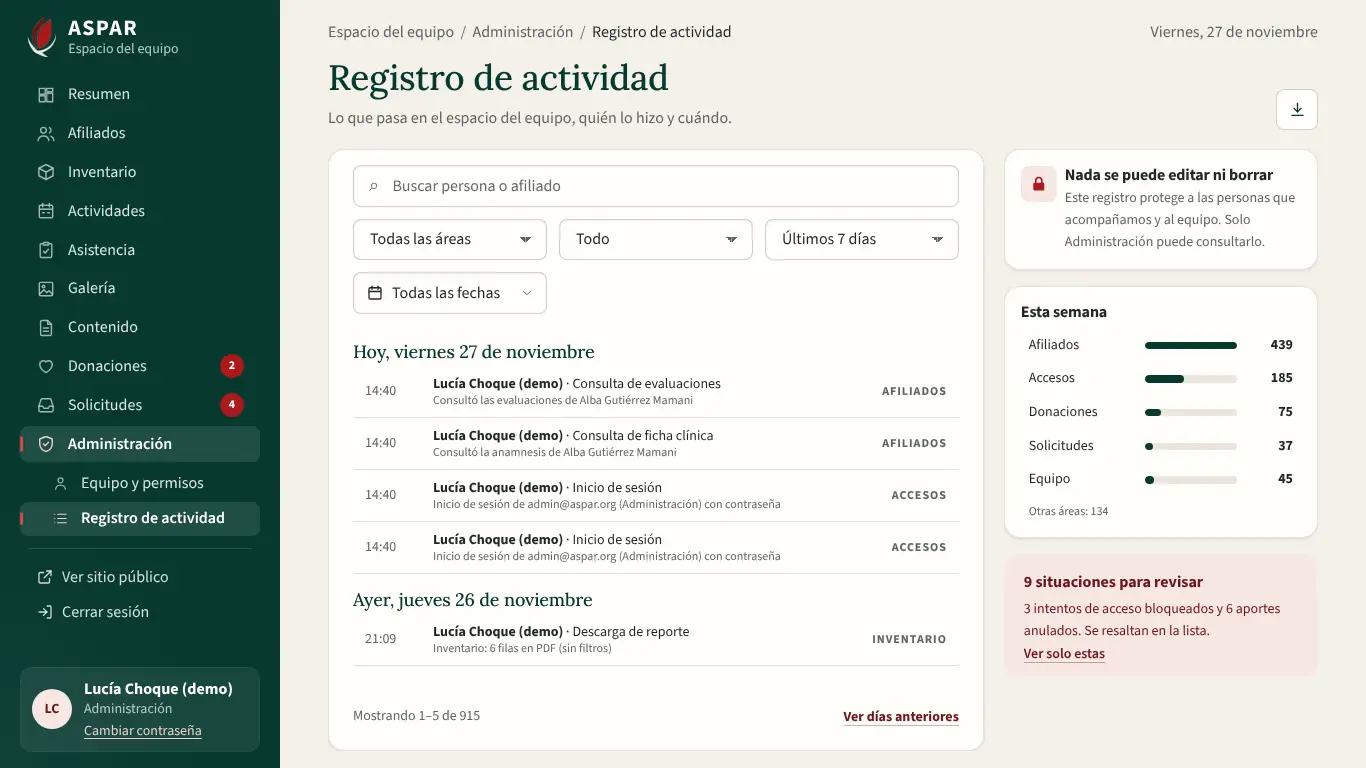 ASPAR
Espacio del equipo
Resumen
Afiliados
Inventario
Actividades
Asistencia
Galería
Contenido
Donaciones 2
Solicitudes 4
Administración
Equipo y permisos
Registro de actividad
Ver sitio público
Cerrar sesión
LC
Lucía Choque (demo)
Administración
Cambiar contraseña
Espacio del equipo / Administración / Registro de actividad
Viernes, 27 de noviembre
Registro de actividad
Lo que pasa en el espacio del equipo, quién lo hizo y cuándo.
Buscar persona o afiliado
Todas las áreas
Todo
Últimos 7 días
Todas las fechas
Hoy, viernes 27 de noviembre
14:40 Lucía Choque (demo) · Consulta de evaluaciones AFILIADOS
Consultó las evaluaciones de Alba Gutiérrez Mamani
14:40 Lucía Choque (demo) · Consulta de ficha clínica AFILIADOS
Consultó la anamnesis de Alba Gutiérrez Mamani
14:40 Lucía Choque (demo) · Inicio de sesión ACCESOS
Inicio de sesión de admin@aspar.org (Administración) con contraseña
14:40 Lucía Choque (demo) · Inicio de sesión ACCESOS
Inicio de sesión de admin@aspar.org (Administración) con contraseña
Ayer, jueves 26 de noviembre
21:09 Lucía Choque (demo) · Descarga de reporte INVENTARIO
Inventario: 6 filas en PDF (sin filtros)
Mostrando 1–5 de 915
Ver días anteriores
Nada se puede editar ni borrar
Este registro protege a las personas que
acompañamos y al equipo. Solo
Administración puede consultarlo.
Esta semana
Afiliados 439
Accesos 185
Donaciones 75
Solicitudes 37
Equipo 45
Otras áreas: 134
9 situaciones para revisar
3 intentos de acceso bloqueados y 6 aportes
anulados. Se resaltan en la lista.
Ver solo estas